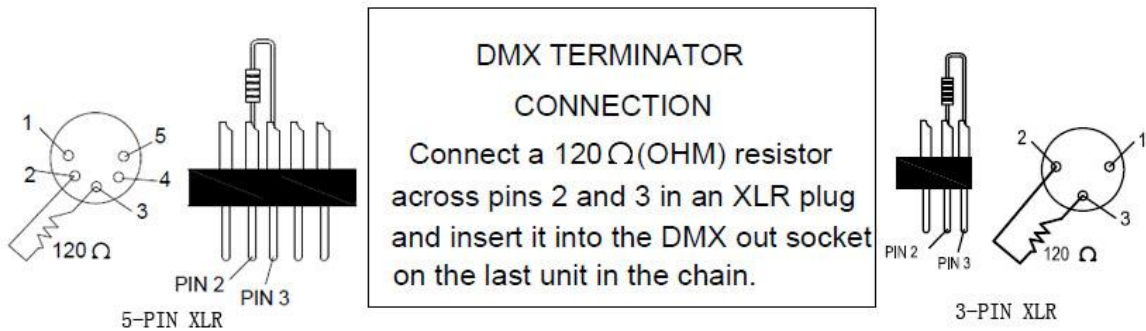 1
2
5
4
3
120 Ω
PIN 2
PIN 3
5-PIN XLR
DMX TERMINATOR
CONNECTION
Connect a 120Ω(OHM) resistor
across pins 2 and 3 in an XLR plug
and insert it into the DMX out socket
on the last unit in the chain.
PIN 2
PIN 3
2
1
3
120 Ω
3-PIN XLR